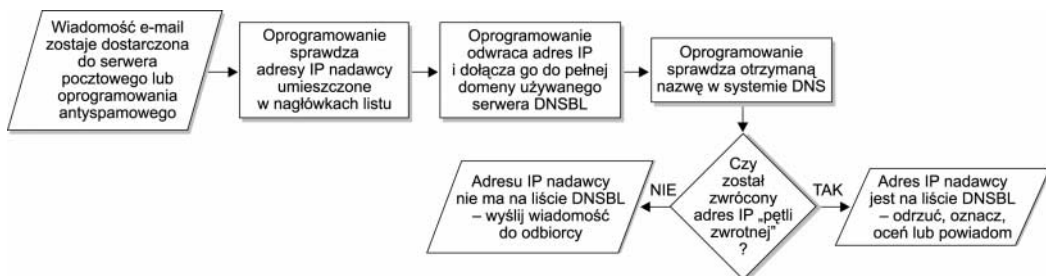 Wiadomość e-mail
zostaje dostarczona
do serwera
pocztowego lub
oprogramowania
antyspamowego
Oprogramowanie
sprawdza
adresy IP nadawcy
umieszczone
w nagłówkach listu
Oprogramowanie
odwraca adres IP
i dołącza go do pełnej
domeny używanego
serwera DNSBL
Oprogramowanie
sprawdza otrzymaną
nazwę w systemie DNS
Adresu IP nadawcy
nie ma na liście DNSBL
– wyślij wiadomość
do odbiorcy
NIE
Czy
został
zwrócony
adres IP „pętli
zwrotnej”
?
TAK
Adres IP nadawcy
jest na liście DNSBL
– odrzuć, oznacz,
oceń lub powiadom